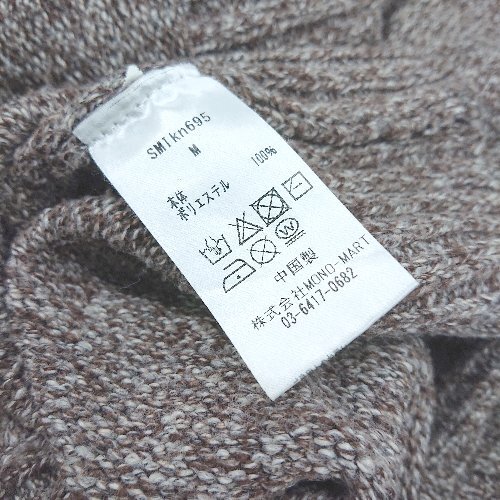 SMIkn695
M
本体
ポリエステル 100%
中国製
株式会社MONO-MART
03-6417-0682